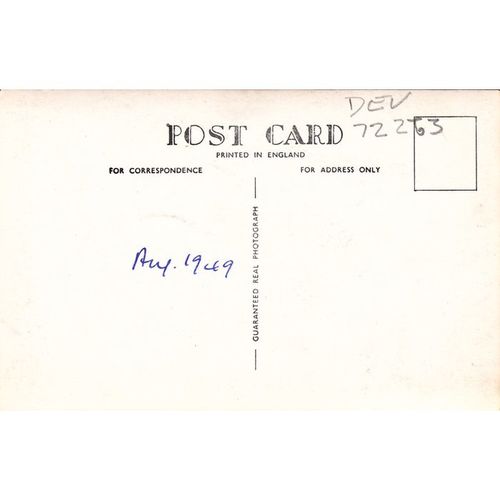 DEV
72263
POST CARD
PRINTED IN ENGLAND
FOR CORRESPONDENCE
FOR ADDRESS ONLY
GUARANTEED REAL PHOTOGRAPH
Aug. 1949